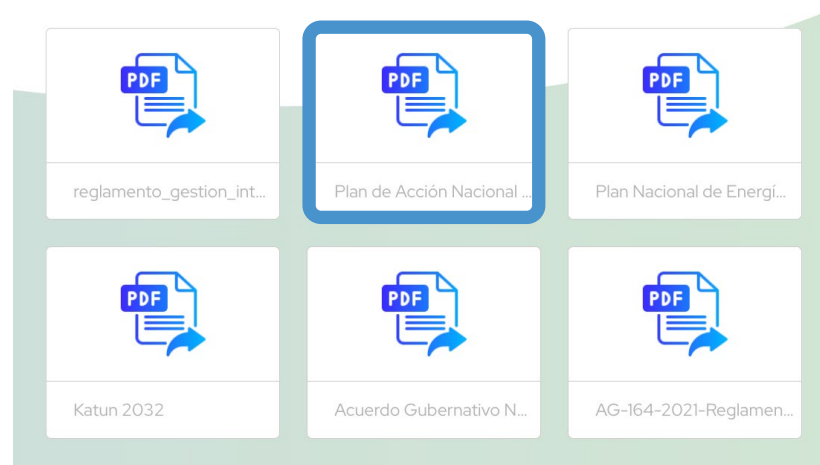 PDF
PDF
PDF
reglamento_gestion_int...
Plan de Acción Nacional ...
Plan Nacional de Energí...
PDF
PDF
PDF
Katun 2032
Acuerdo Gubernativo N...
AG-164-2021-Reglamen...